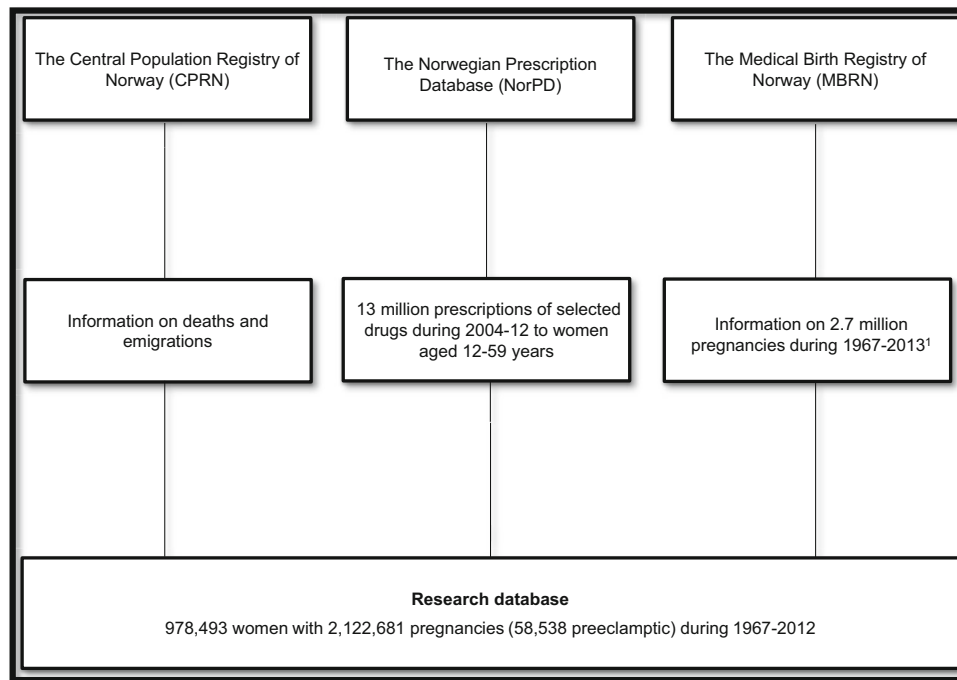 The Central Population Registry of
Norway (CPRN)
The Norwegian Prescription
Database (NorPD)
The Medical Birth Registry of
Norway (MBRN)
Information on deaths and
emigrations
13 million prescriptions of selected
drugs during 2004-12 to women
aged 12-59 years
Information on 2.7 million
pregnancies during 1967-2013¹
Research database
978,493 women with 2,122,681 pregnancies (58,538 preeclamptic) during 1967-2012